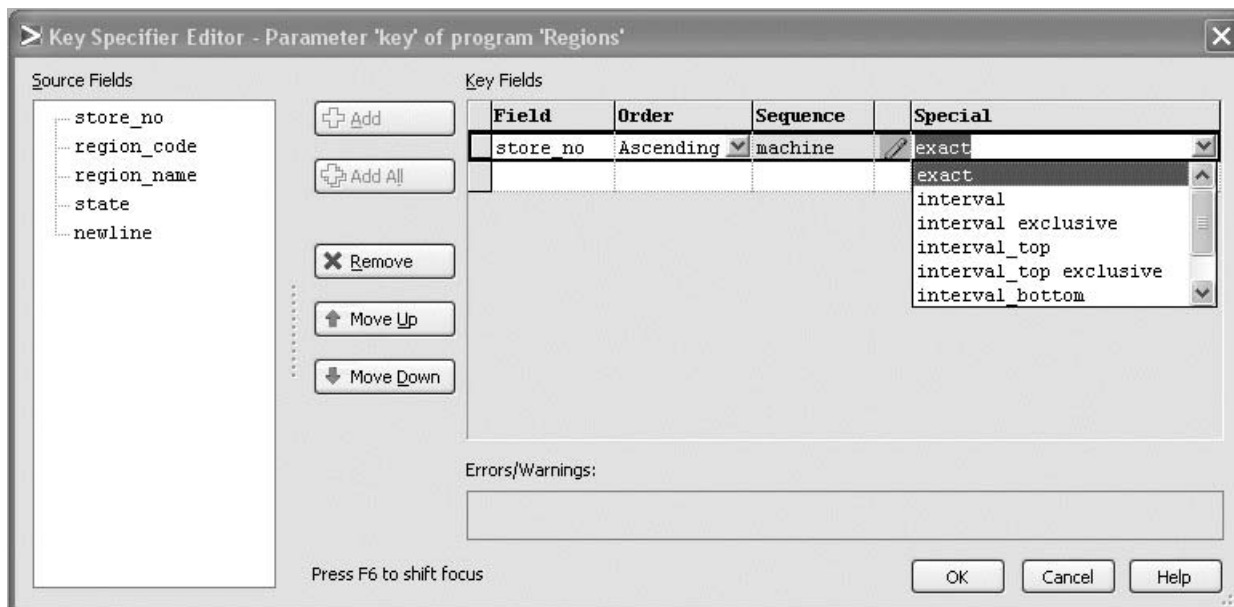 Key Specifier Editor - Parameter 'key' of program 'Regions'
Source Fields
store_no
region_code
region_name
state
newline
Add
Add All
Remove
Move Up
Move Down
Key Fields
Field Order Sequence Special
store_no Ascending machine exact
exact
interval
interval exclusive
interval_top
interval_top exclusive
interval_bottom
Errors/Warnings:
Press F6 to shift focus
OK Cancel Help